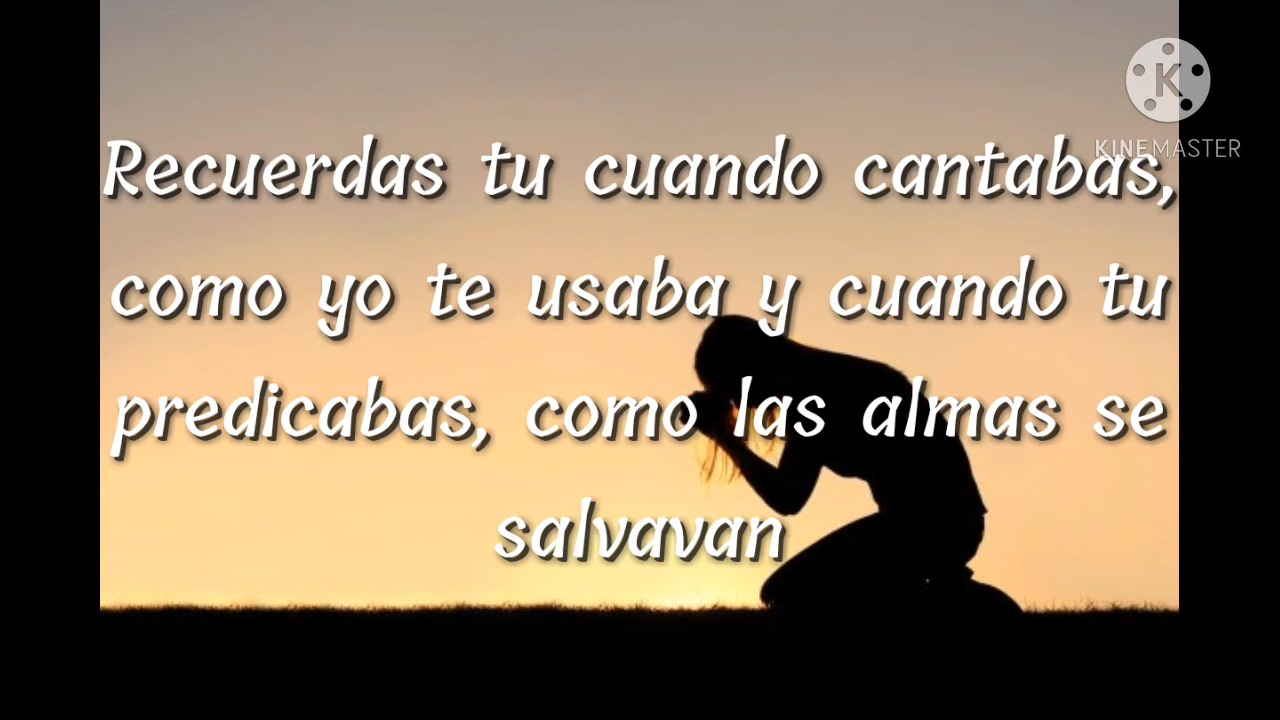 Recuerdas tu cuando cantabas,
como yo te usaba y cuando tu
predicabas, como las almas se
salvavan
K
KINEMASTER